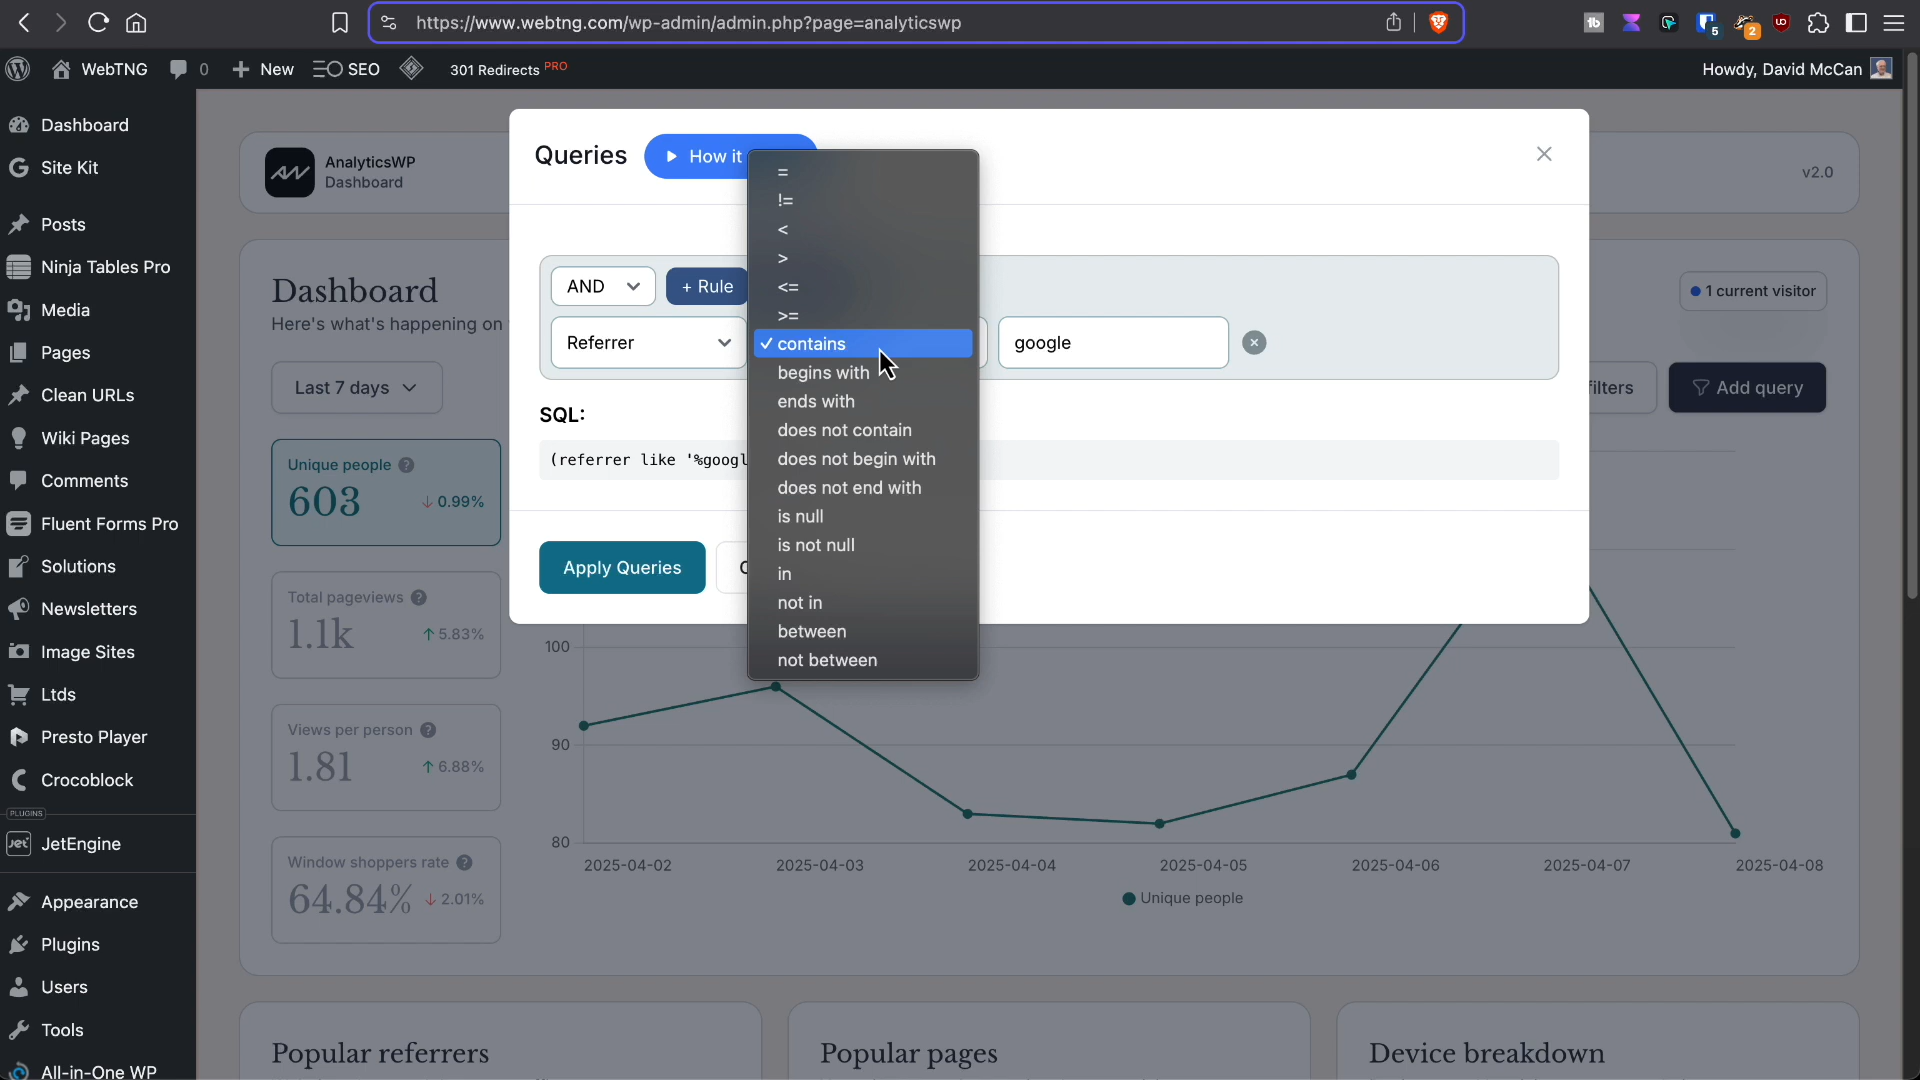 https://www.webtng.com/wp-admin/admin.php?page=analyticswp
5
2
WebTNG
0
New
SEO
301 Redirects PRO
Howdy, David McCan
Dashboard
Site Kit
Posts
Ninja Tables Pro
Media
Pages
Clean URLs
Wiki Pages
Comments
Fluent Forms Pro
Solutions
Newsletters
Image Sites
Ltds
Presto Player
Crocoblock
PLUGINS
JetEngine
Appearance
Plugins
Users
Tools
All-in-One WP
AnalyticsWP
Dashboard
v2.0
Dashboard
Here's what's happening on
1 current visitor
Last 7 days
filters
Add query
Unique people
603
↓ 0.99%
Total pageviews
1.1k
↑ 5.83%
Views per person
1.81
↑ 6.88%
Window shoppers rate
64.84%
↓ 2.01%
Queries
How it
AND
+ Rule
Referrer
google
SQL:
(referrer like '%googl
Apply Queries
=
!=
<
>
<=
>=
✓ contains
begins with
ends with
does not contain
does not begin with
does not end with
is null
is not null
in
not in
between
not between
100
90
80
2025-04-02
2025-04-03
2025-04-04
2025-04-05
2025-04-06
2025-04-07
2025-04-08
Unique people
Popular referrers
Popular pages
Device breakdown